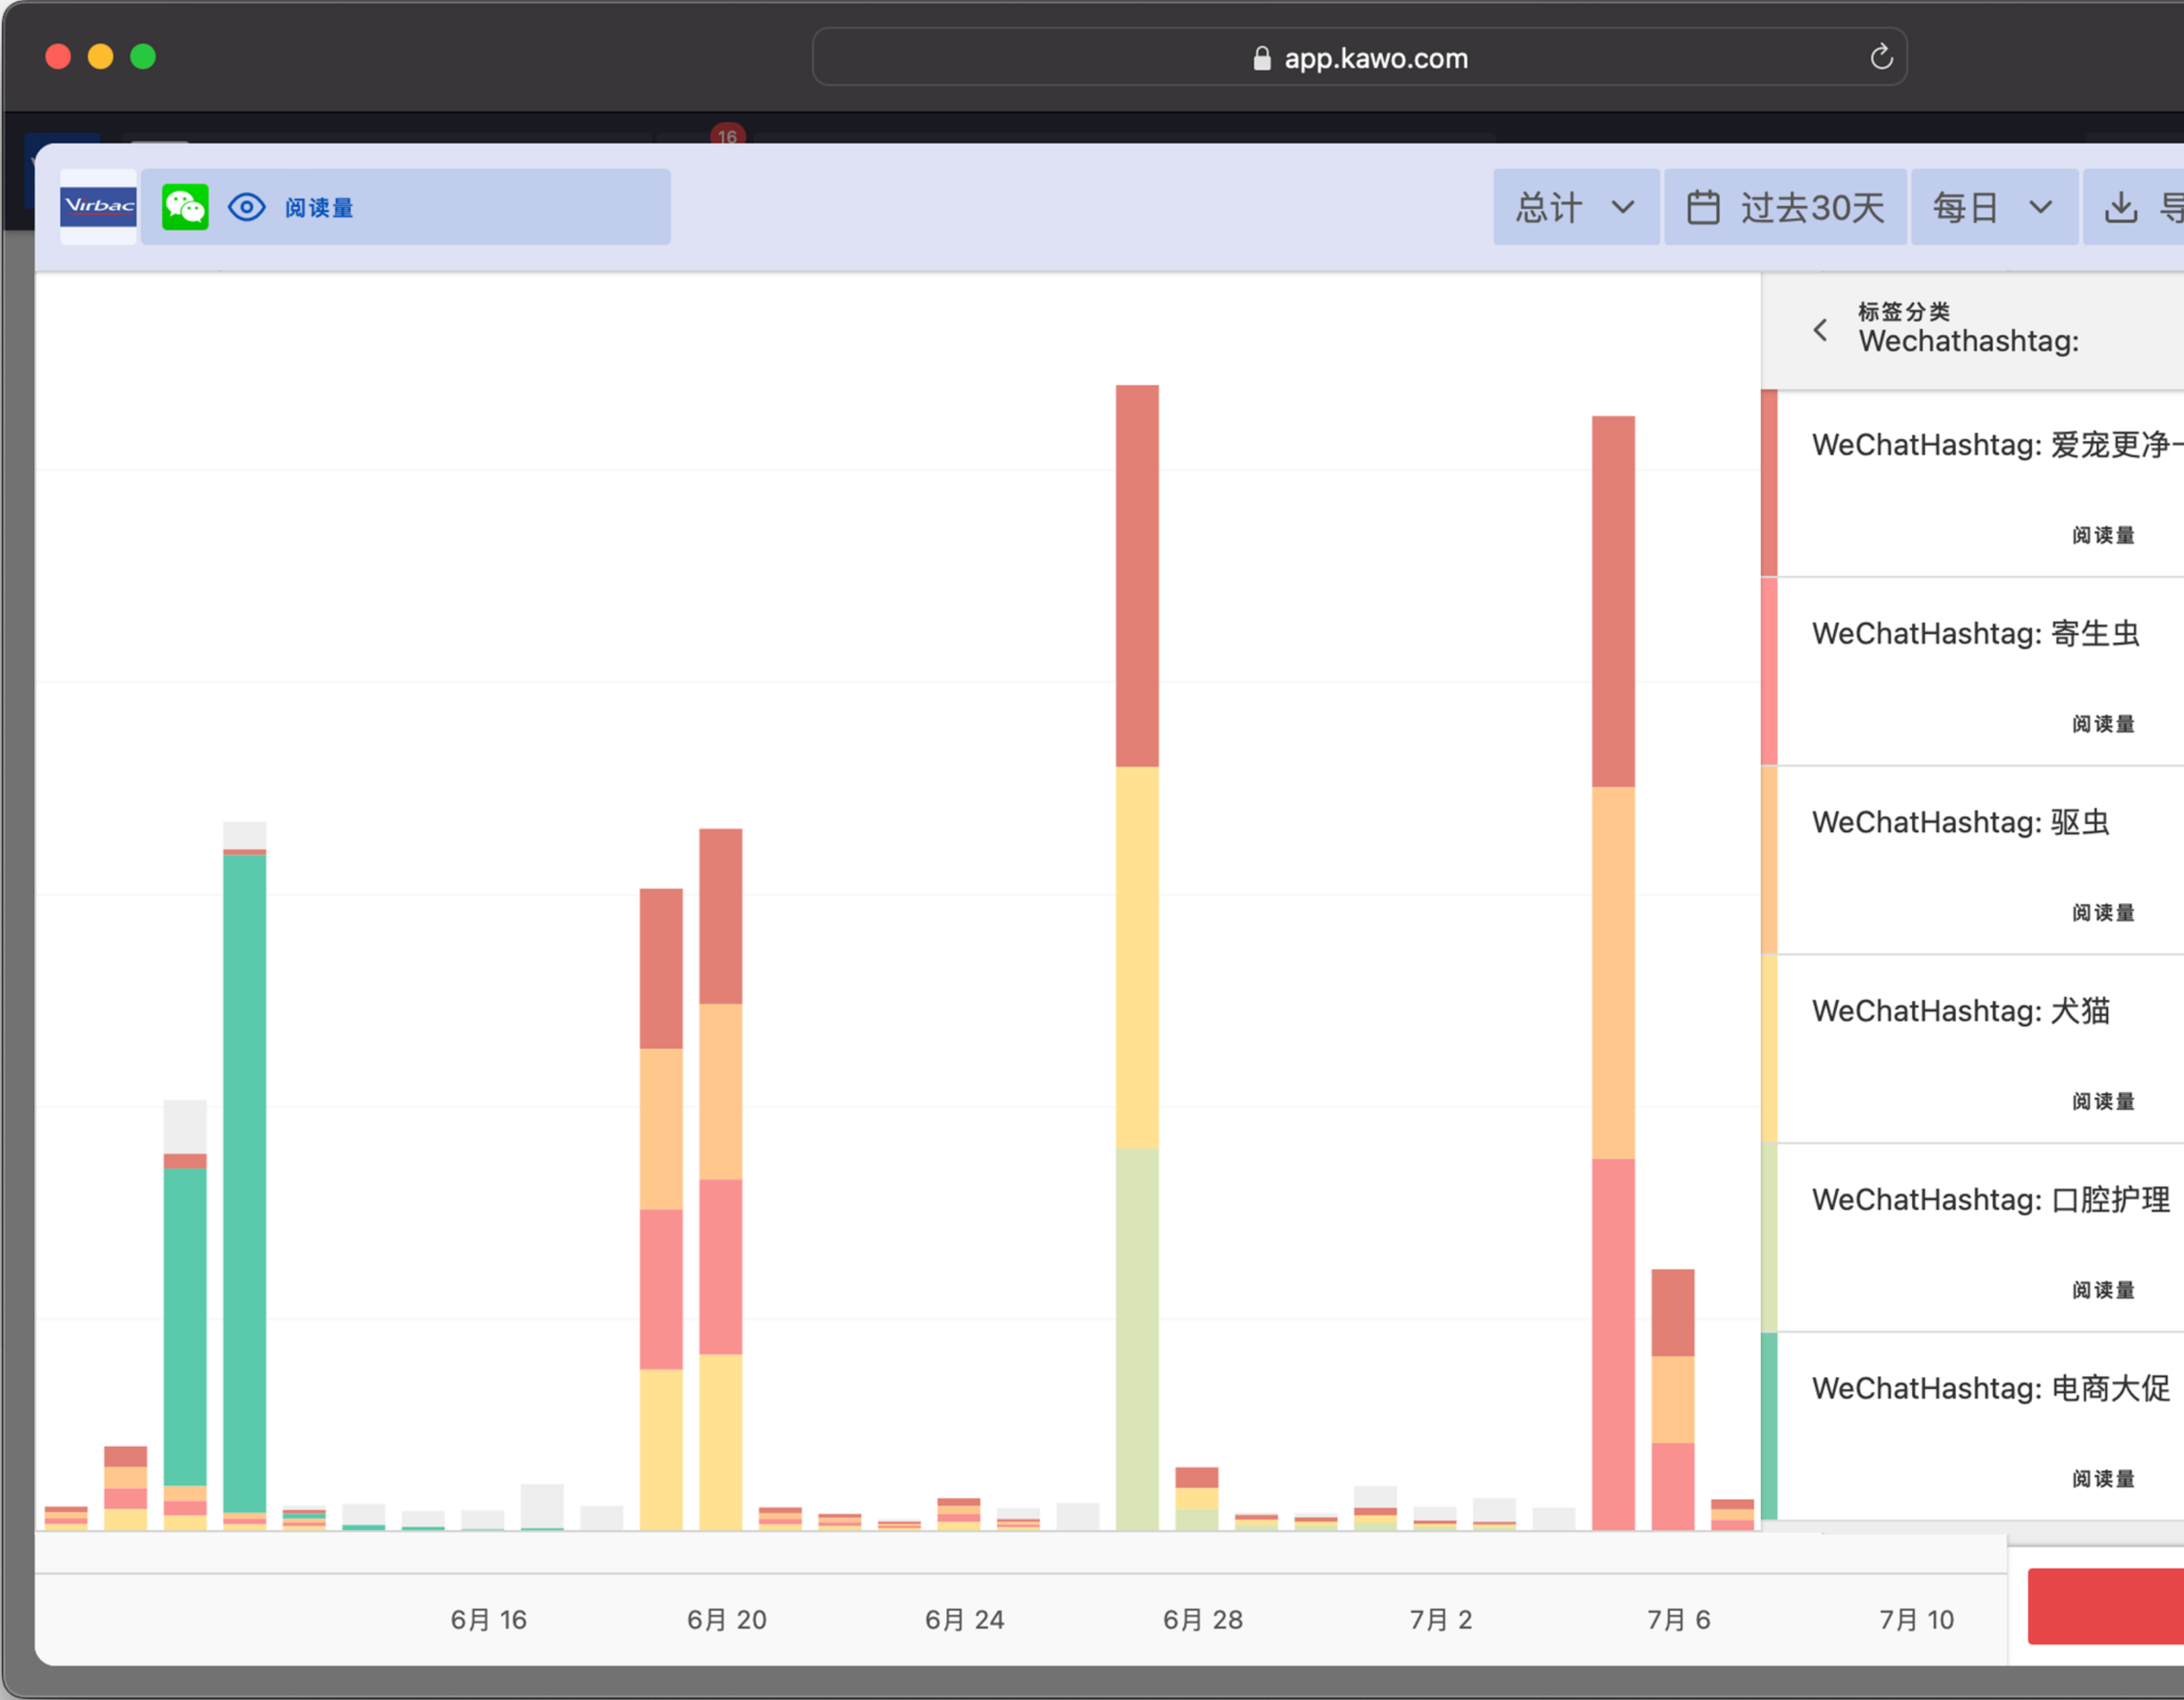 app.kawo.com
16
Virbac
阅读量
总计
过去30天
每日
标签分类
Wechathashtag:
WeChatHashtag: 爱宠更净
阅读量
WeChatHashtag: 寄生虫
阅读量
WeChatHashtag: 驱虫
阅读量
WeChatHashtag: 犬猫
阅读量
WeChatHashtag: 口腔护理
阅读量
WeChatHashtag: 电商大促
阅读量
6月 16
6月 20
6月 24
6月 28
7月 2
7月 6
7月 10